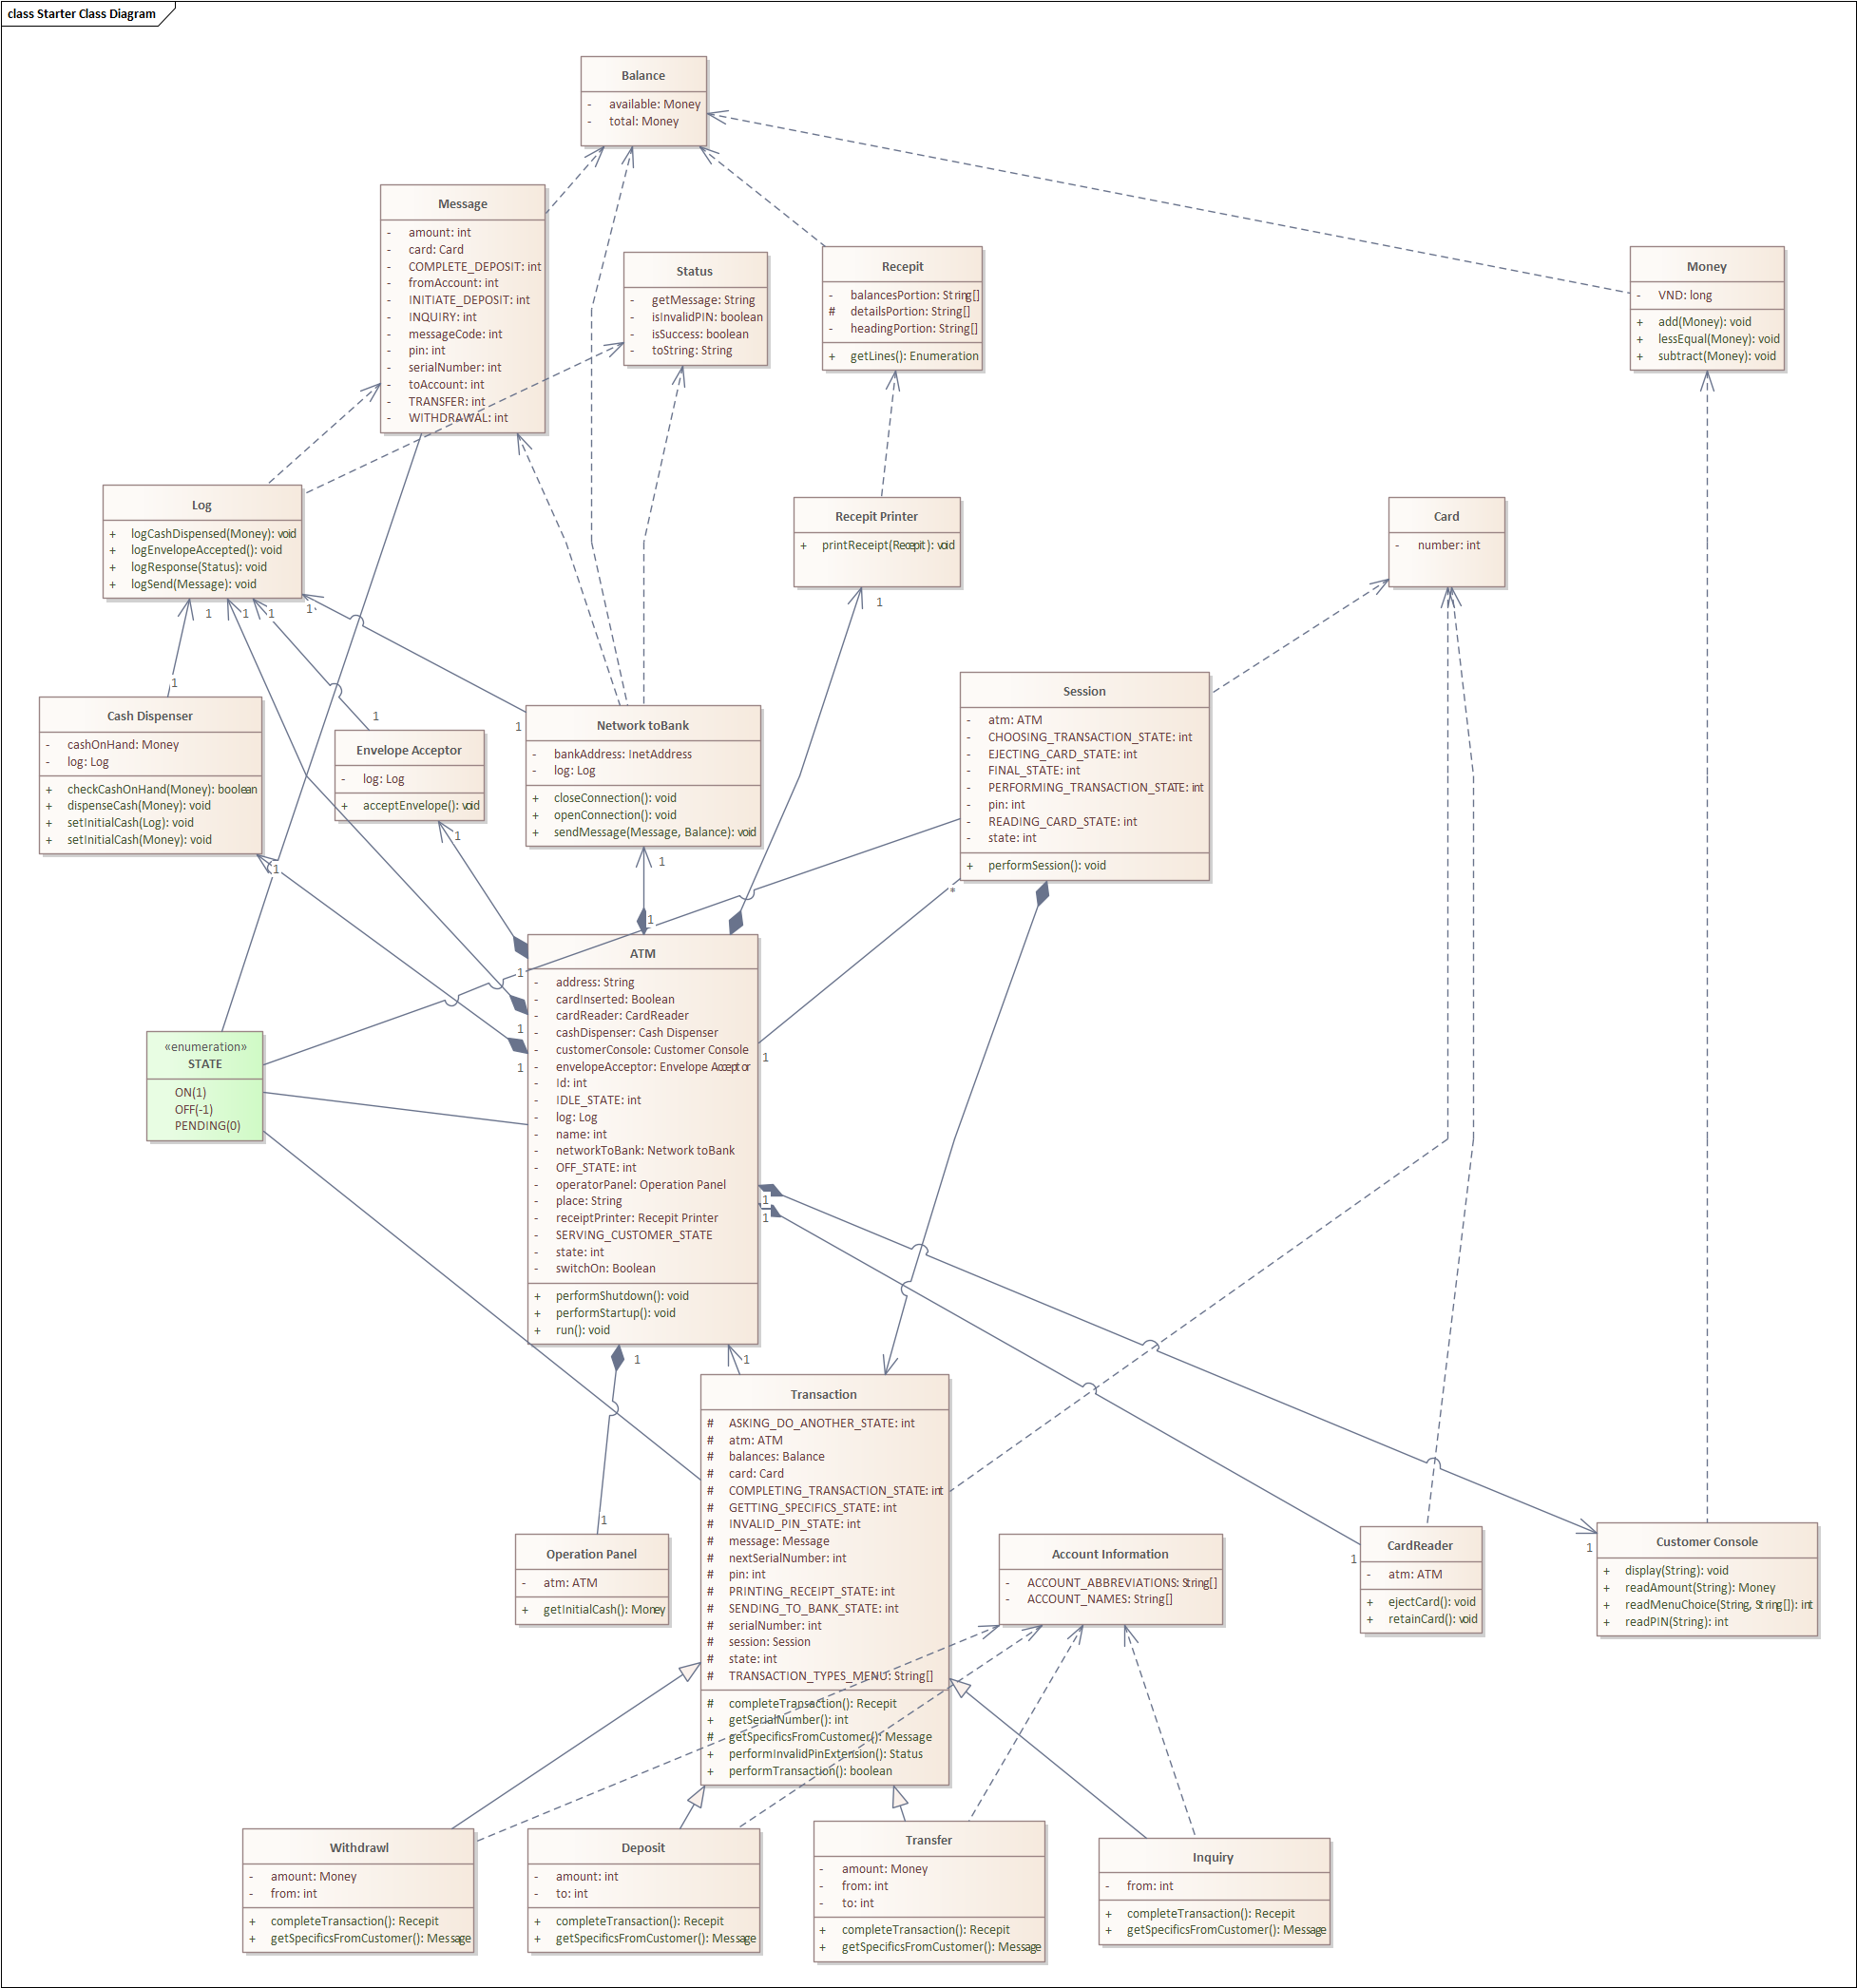 class Starter Class Diagram
Balance
- available: Money
- total: Money
Message
- amount: int
- card: Card
- COMPLETE_DEPOSIT: int
- fromAccount: int
- INITIATE_DEPOSIT: int
- INQUIRY: int
- messageCode: int
- pin: int
- serialNumber: int
- toAccount: int
- TRANSFER: int
- WITHDRAWAL: int
Status
- getMessage: String
- isInvalidPIN: boolean
- isSuccess: boolean
- toString: String
Recepit
- balancesPortion: String[]
# detailsPortion: String[]
- headingPortion: String[]
+ getLines(): Enumeration
Money
- VND: long
+ add(Money): void
+ lessEqual(Money): void
+ subtract(Money): void
Log
+ logCashDispensed(Money): void
+ logEnvelopeAccepted(): void
+ logResponse(Status): void
+ logSend(Message): void
1
1
1
1
Recepit Printer
+ printReceipt(Recepit): void
1
Card
- number: int
1
Cash Dispenser
- cashOnHand: Money
- log: Log
+ checkCashOnHand(Money): boolean
+ dispenseCash(Money): void
+ setInitialCash(Log): void
+ setInitialCash(Money): void
1
1
Envelope Acceptor
- log: Log
+ acceptEnvelope(): void
1
1
Network toBank
- bankAddress: InetAddress
- log: Log
+ closeConnection(): void
+ openConnection(): void
+ sendMessage(Message, Balance): void
1
Session
- atm: ATM
- CHOOSING_TRANSACTION_STATE: int
- EJECTING_CARD_STATE: int
- FINAL_STATE: int
- PERFORMING_TRANSACTION_STATE: int
- pin: int
- READING_CARD_STATE: int
- state: int
+ performSession(): void
*
1
1
1
1
1
ATM
- address: String
- cardInserted: Boolean
- cardReader: CardReader
- cashDispenser: Cash Dispenser
- customerConsole: Customer Console
- envelopeAcceptor: Envelope Acceptor
- Id: int
- IDLE_STATE: int
- log: Log
- name: int
- networkToBank: Network toBank
- OFF_STATE: int
- operatorPanel: Operation Panel
- place: String
- receiptPrinter: Recepit Printer
- SERVING_CUSTOMER_STATE
- state: int
- switchOn: Boolean
+ performShutdown(): void
+ performStartup(): void
+ run(): void
«enumeration»
STATE
ON(1)
OFF(-1)
PENDING(0)
1
1
1
1
Transaction
# ASKING_DO_ANOTHER_STATE: int
# atm: ATM
# balances: Balance
# card: Card
# COMPLETING_TRANSACTION_STATE: int
# GETTING_SPECIFICS_STATE: int
# INVALID_PIN_STATE: int
# message: Message
# nextSerialNumber: int
# pin: int
# PRINTING_RECEIPT_STATE: int
# SENDING_TO_BANK_STATE: int
# serialNumber: int
# session: Session
# state: int
# TRANSACTION_TYPES_MENU: String[]
# completeTransaction(): Recepit
+ getSerialNumber(): int
# getSpecificsFromCustomer(): Message
+ performInvalidPinExtension(): Status
+ performTransaction(): boolean
1
Operation Panel
- atm: ATM
+ getInitialCash(): Money
Account Information
- ACCOUNT_ABBREVIATIONS: String[]
- ACCOUNT_NAMES: String[]
1
CardReader
- atm: ATM
+ ejectCard(): void
+ retainCard(): void
1
Customer Console
+ display(String): void
+ readAmount(String): Money
+ readMenuChoice(String, String[]): int
+ readPIN(String): int
Withdrawl
- amount: Money
- from: int
+ completeTransaction(): Recepit
+ getSpecificsFromCustomer(): Message
Deposit
- amount: int
- to: int
+ completeTransaction(): Recepit
+ getSpecificsFromCustomer(): Message
Transfer
- amount: Money
- from: int
- to: int
+ completeTransaction(): Recepit
+ getSpecificsFromCustomer(): Message
Inquiry
- from: int
+ completeTransaction(): Recepit
+ getSpecificsFromCustomer(): Message